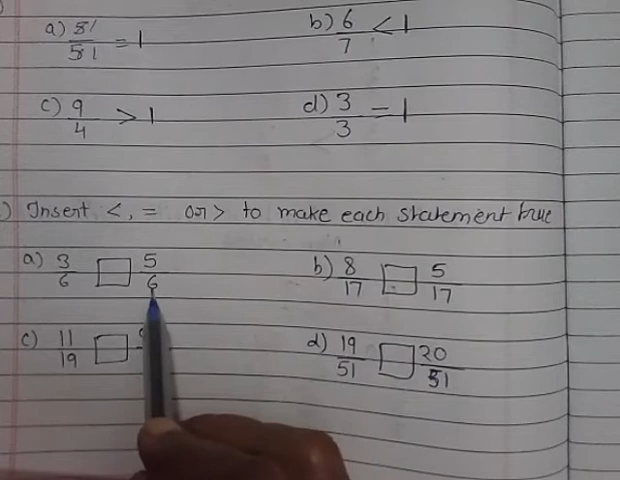 a) 51/51 = 1 b) 6/7 < 1
c) 9/4 > 1 d) 3/3 = 1
) Insert <, = or > to make each statement true
a) 3/6 □ 5/6 b) 8/17 □ 5/17
c) 11/19 □ d) 19/51 □ 20/51